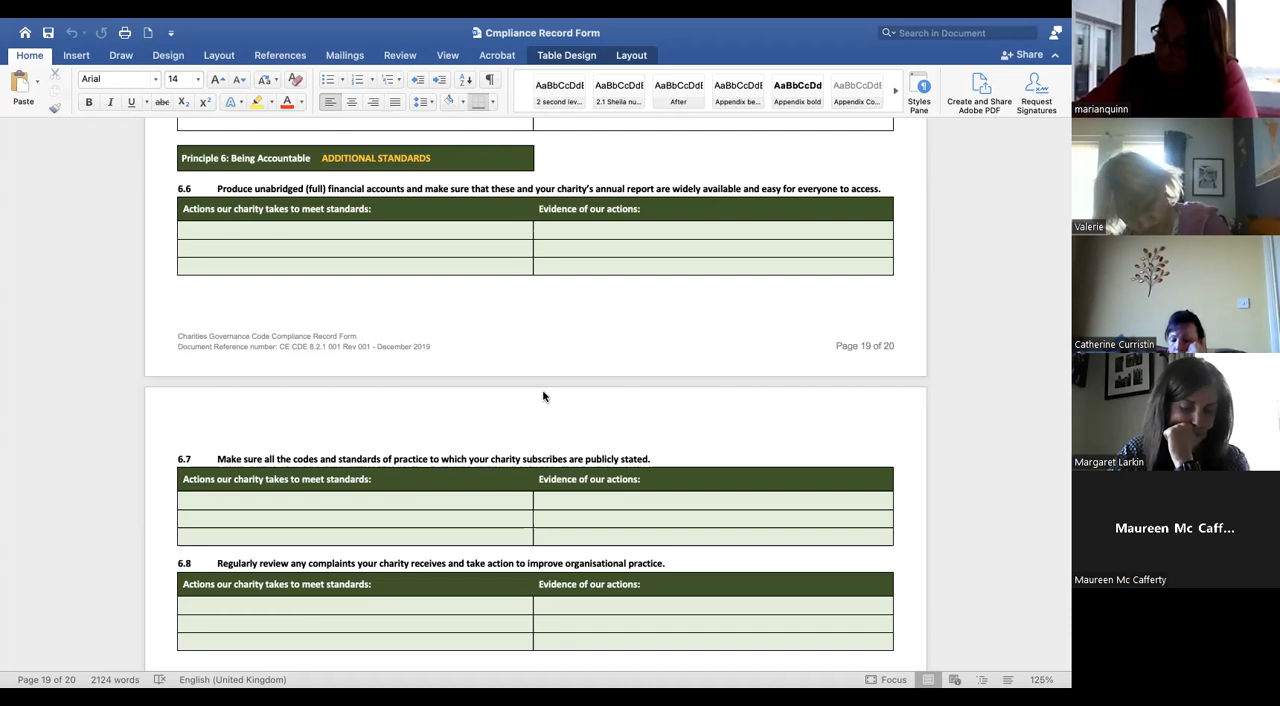 Cmpliance Record Form
Search in Document
Home Insert Draw Design Layout References Mailings Review View Acrobat Table Design Layout
Share
Paste
Arial 14
AaBbCcDdE AaBbCcDdE AaBbCcDdE AaBbCcDdE AaBbCcDd AaBbCcDdE
2 second lev... 2.1 Sheila nu... After Appendix be... Appendix bold Appendix Co...
Styles Pane
Create and Share Adobe PDF
Request Signatures
Principle 6: Being Accountable ADDITIONAL STANDARDS
6.6 Produce unabridged (full) financial accounts and make sure that these and your charity's annual report are widely available and easy for everyone to access.
Actions our charity takes to meet standards: Evidence of our actions:
Charities Governance Code Compliance Record Form
Document Reference number: CE CDE 8.2.1 001 Rev 001 - December 2019
Page 19 of 20
6.7 Make sure all the codes and standards of practice to which your charity subscribes are publicly stated.
Actions our charity takes to meet standards: Evidence of our actions:
6.8 Regularly review any complaints your charity receives and take action to improve organisational practice.
Actions our charity takes to meet standards: Evidence of our actions:
Page 19 of 20 2124 words English (United Kingdom) Focus 125%
marianquinn
Valerie
Catherine Curristin
Margaret Larkin
Maureen Mc Caff...
Maureen Mc Cafferty